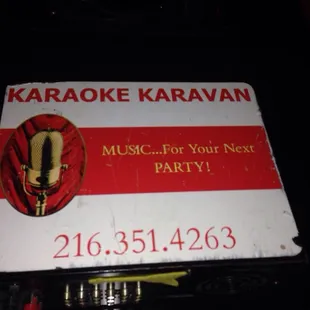 KARAOKE KARAVAN
MUSIC...For Your Next
PARTY!
216.351.4263